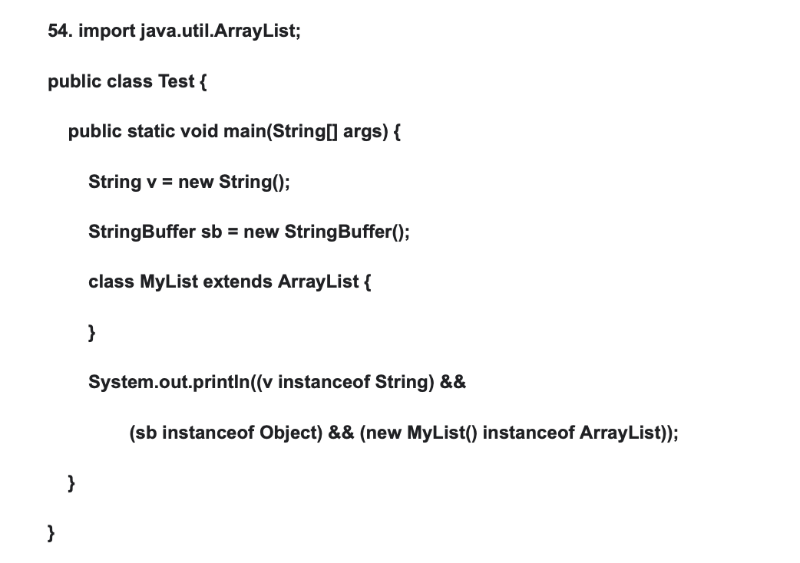 54. import java.util.ArrayList;
public class Test {
public static void main(String[] args) {
String v = new String();
StringBuffer sb = new StringBuffer();
class MyList extends ArrayList {
}
System.out.println((v instanceof String) &&
(sb instanceof Object) && (new MyList() instanceof ArrayList));
}
}